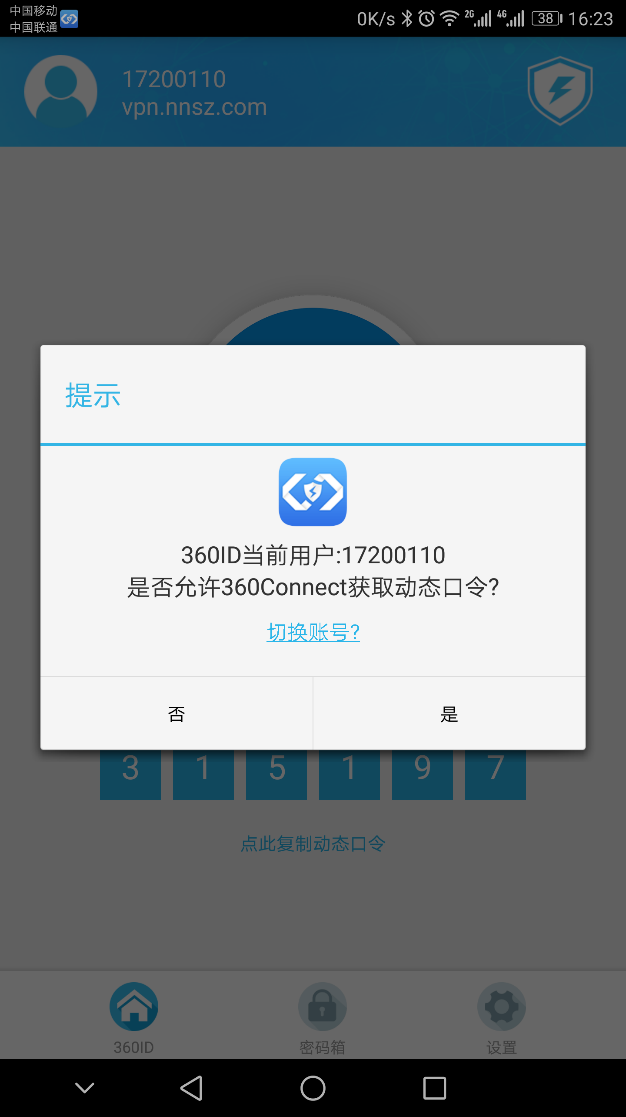 中国移动
中国联通
0K/s 2G 4G 38 16:23
17200110
vpn.nnsz.com
提示
360ID当前用户:17200110
是否允许360Connect获取动态口令?
切换账号?
否 是
3 1 5 1 9 7
点此复制动态口令
360ID 密码箱 设置